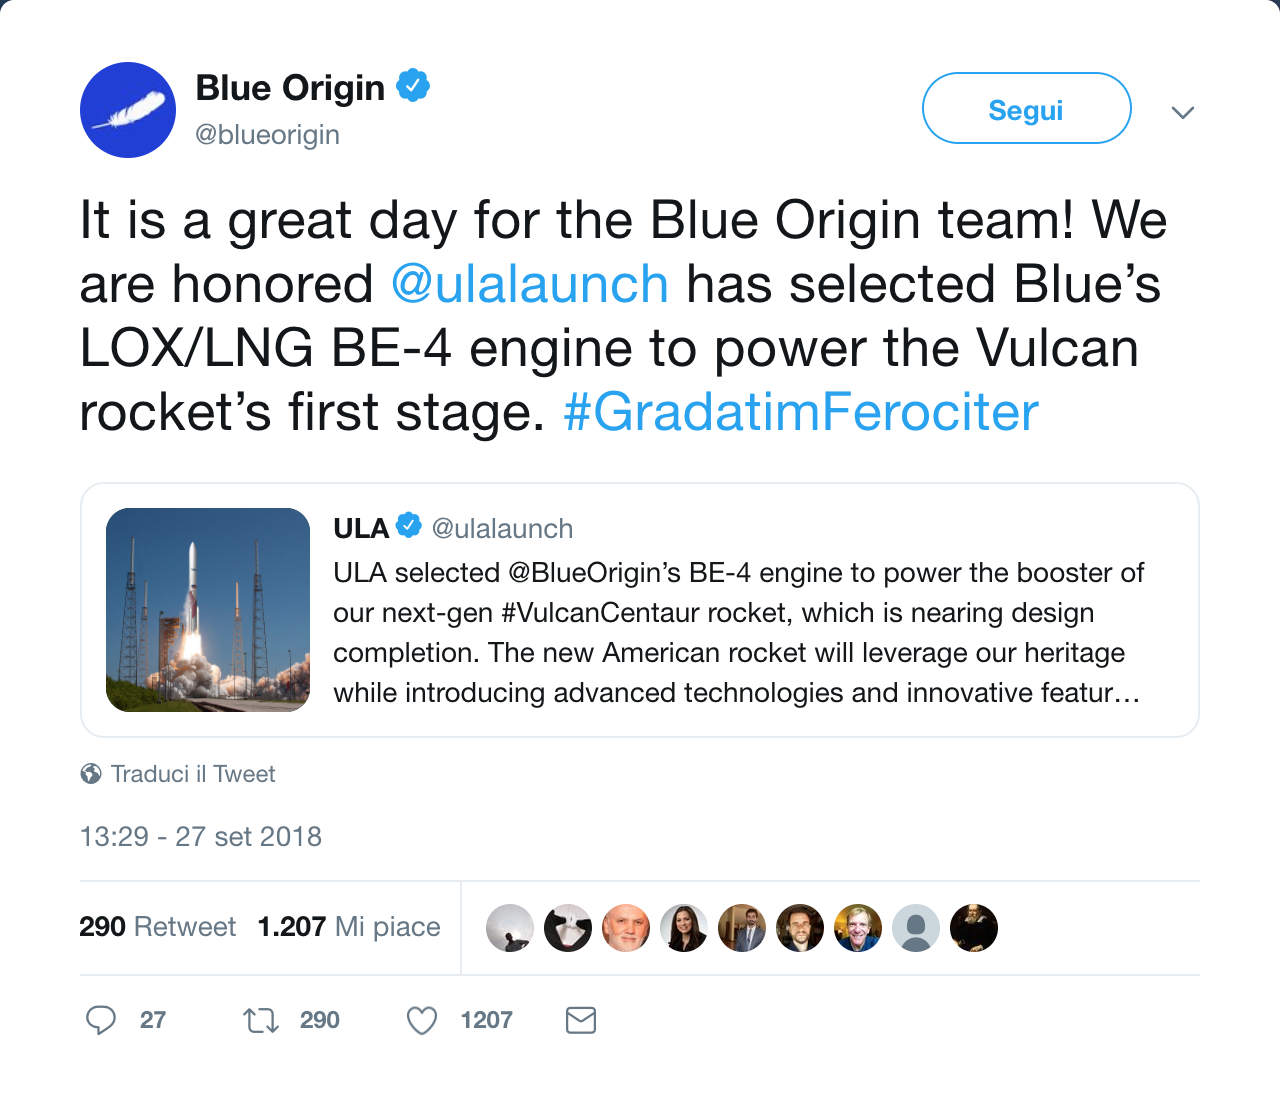 Blue Origin
@blueorigin
Segui
It is a great day for the Blue Origin team! We
are honored @ulalaunch has selected Blue’s
LOX/LNG BE-4 engine to power the Vulcan
rocket’s first stage. #GradatimFerociter
ULA @ulalaunch
ULA selected @BlueOrigin’s BE-4 engine to power the booster of
our next-gen #VulcanCentaur rocket, which is nearing design
completion. The new American rocket will leverage our heritage
while introducing advanced technologies and innovative featur…
Traduci il Tweet
13:29 - 27 set 2018
290 Retweet 1.207 Mi piace
27 290 1207